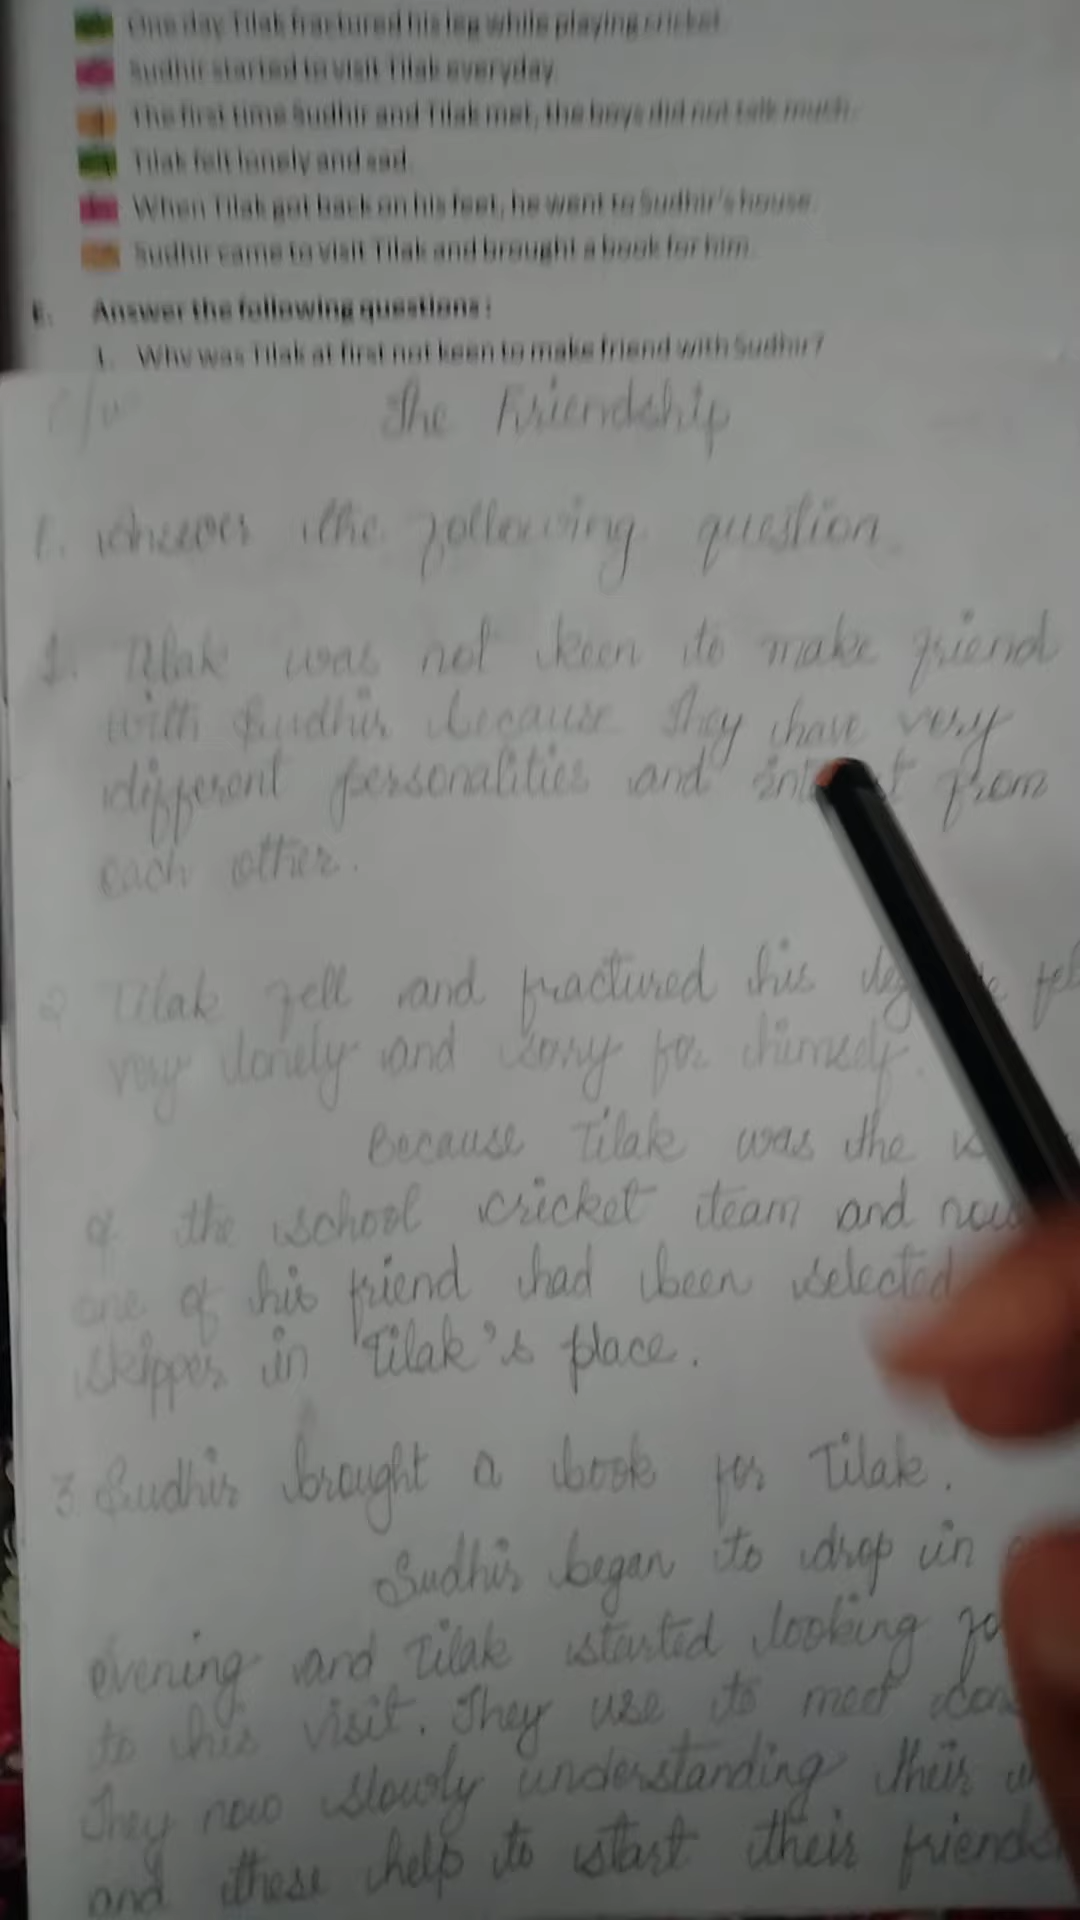 One day Tilak fractured his leg while playing cricket.
Sudhir started to visit Tilak everyday.
The first time Sudhir and Tilak met, the boys did not talk much.
Tilak felt lonely and sad.
When Tilak got back on his feet, he went to Sudhir's house.
Sudhir came to visit Tilak and brought a book for him.
E. Answer the following questions :
1. Why was Tilak at first not keen to make friend with Sudhir?
The Friendship
the following question
1. Tilak was not keen to make friend
with Sudhir because they have very
different personalities and from
each other.
2 Tilak fell and fractured his leg
very lonely and sorry for himself.
Because Tilak was the
of the school cricket team and
one of his friend had been selected
skipper in Tilak's place.
3. Sudhir brought a book for Tilak.
Sudhir began to drop in
evening and Tilak started looking
to his visit. They use to meet
They now slowly understanding their
and these help to start their